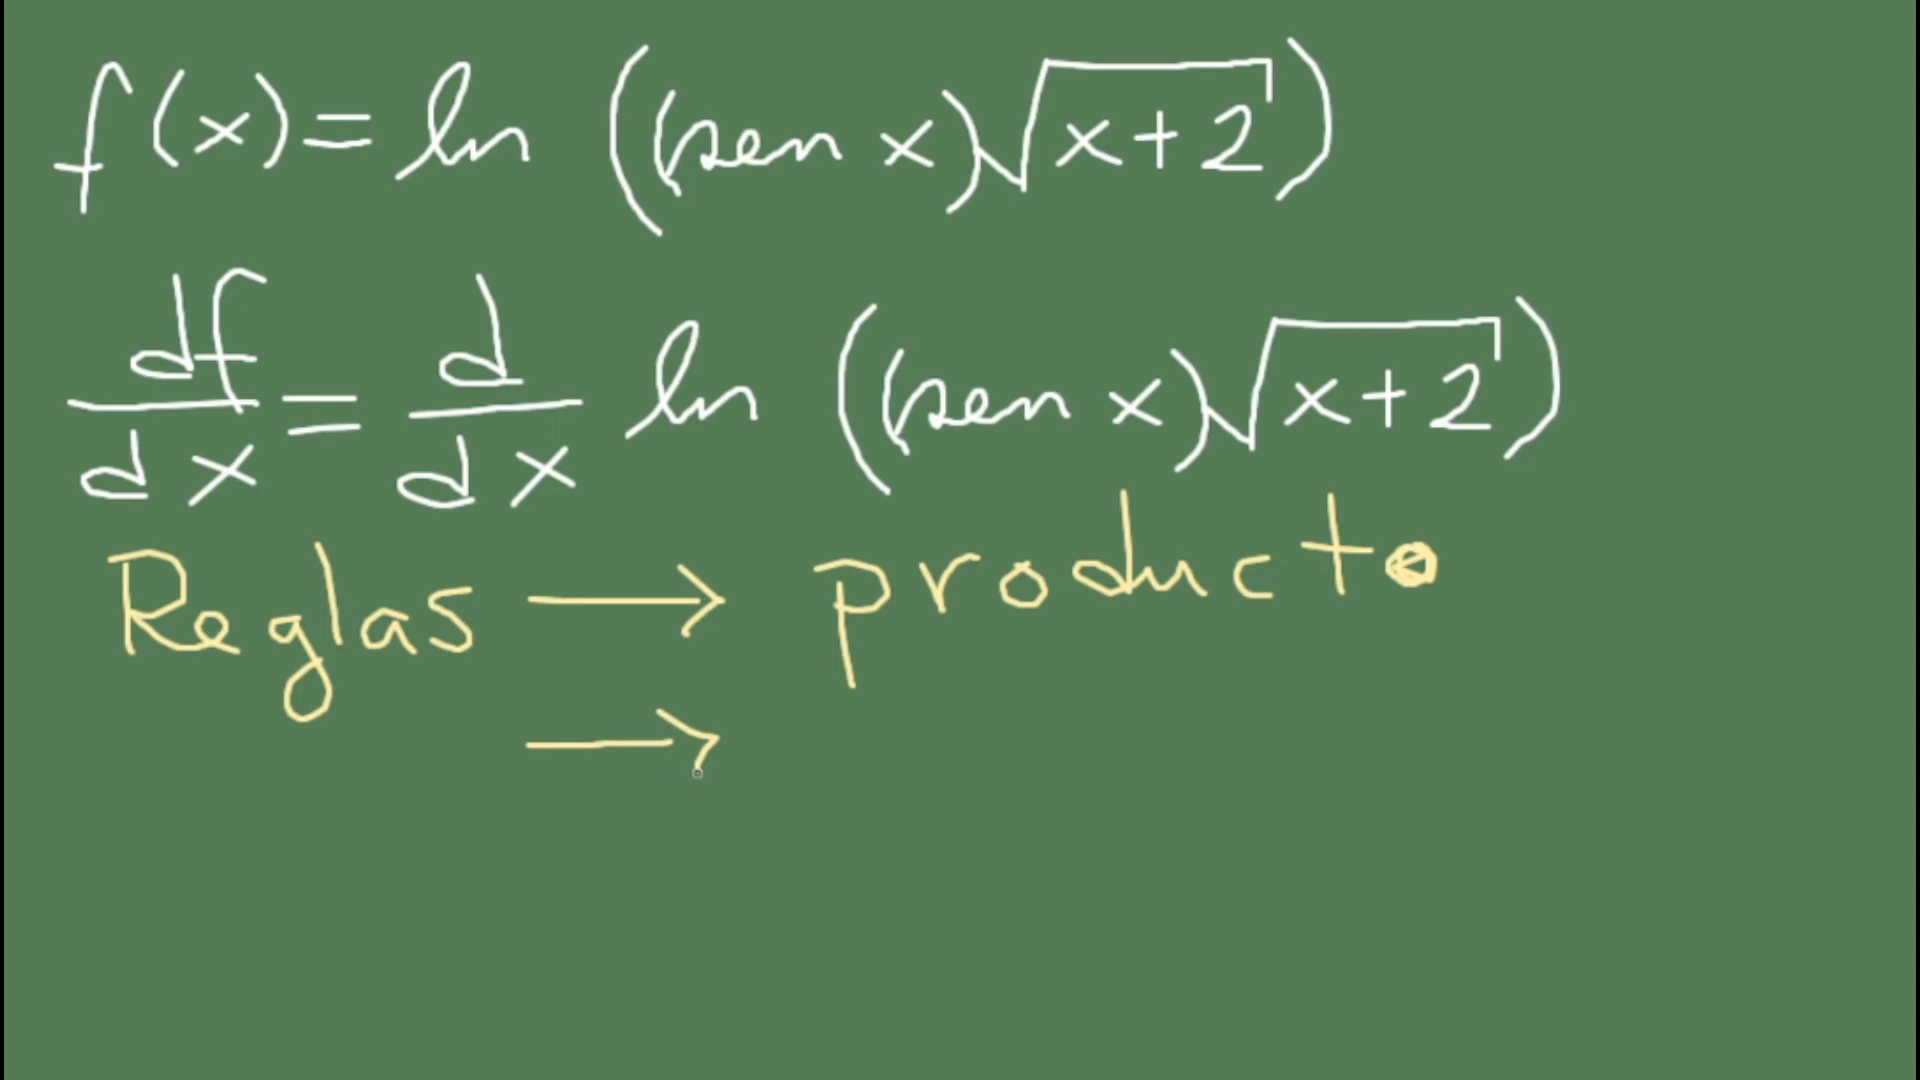 f(x) = ln ((sen x)√(x+2))
df/dx = d/dx ln ((sen x)√(x+2))
Reglas → producto
→